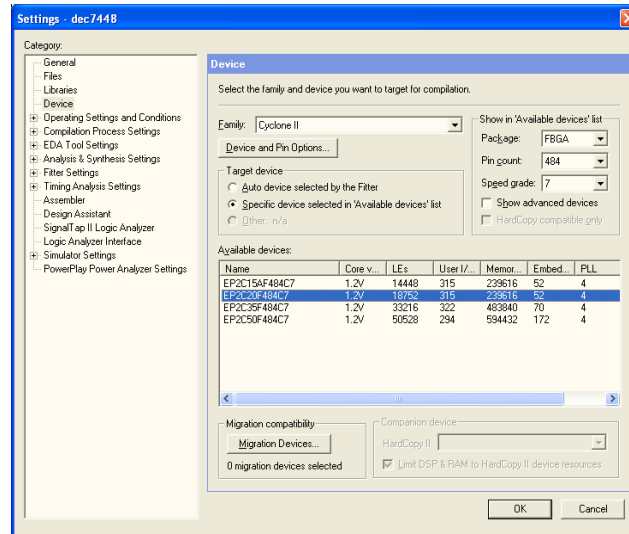 Settings - dec7448
Category:
General
Files
Libraries
Device
Operating Settings and Conditions
Compilation Process Settings
EDA Tool Settings
Analysis & Synthesis Settings
Fitter Settings
Timing Analysis Settings
Assembler
Design Assistant
SignalTap II Logic Analyzer
Logic Analyzer Interface
Simulator Settings
PowerPlay Power Analyzer Settings
Device
Select the family and device you want to target for compilation.
Family: Cyclone II
Device and Pin Options...
Target device
Auto device selected by the Fitter
Specific device selected in 'Available devices' list
Other: n/a
Show in 'Available devices' list
Package: FBGA
Pin count: 484
Speed grade: 7
Show advanced devices
HardCopy compatible only
Available devices:
Name Core v... LEs User I/... Memor... Embed... PLL
EP2C15AF484C7 1.2V 14448 315 239616 52 4
EP2C20F484C7 1.2V 18752 315 239616 52 4
EP2C35F484C7 1.2V 33216 322 483840 70 4
EP2C50F484C7 1.2V 50528 294 594432 172 4
Migration compatibility
Migration Devices...
0 migration devices selected
Companion device
HardCopy II:
Limit DSP & RAM to HardCopy II device resources
OK Cancel